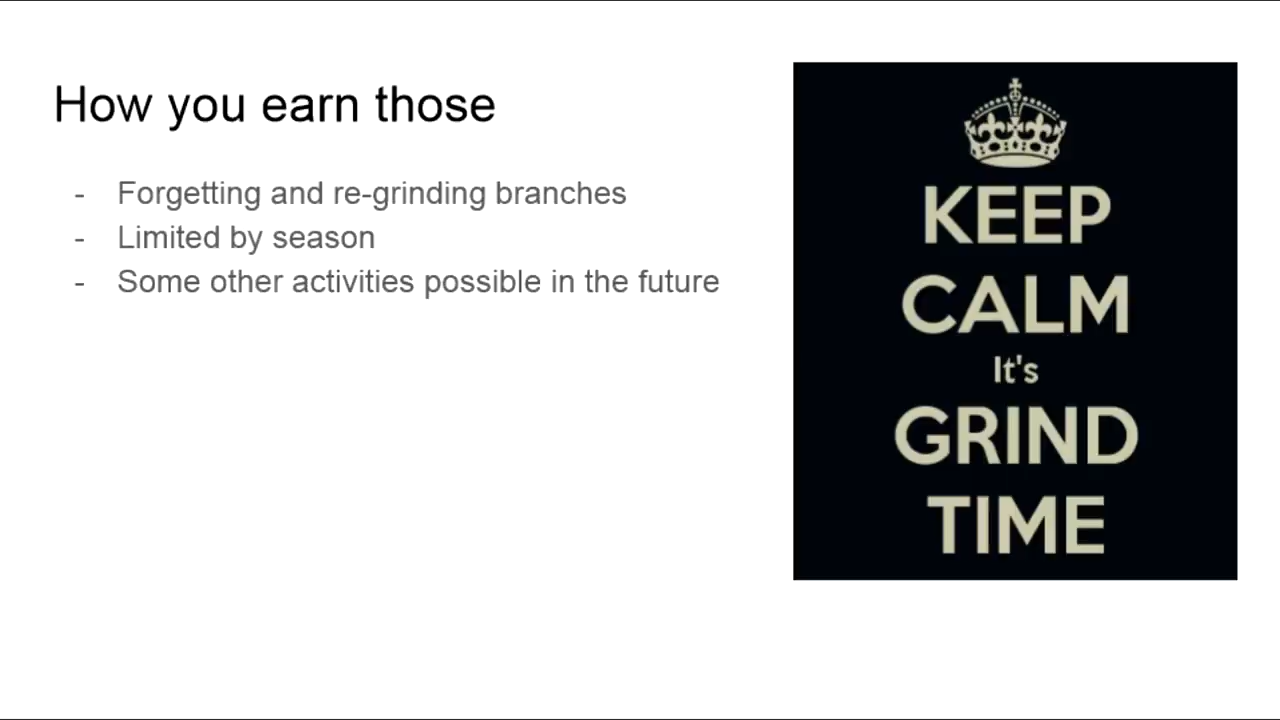 How you earn those
- Forgetting and re-grinding branches
- Limited by season
- Some other activities possible in the future
KEEP
CALM
It's
GRIND
TIME